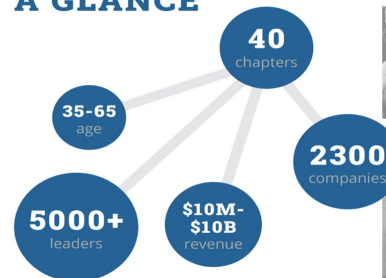 A GLANCE
40
chapters
35-65
age
2300
companies
5000+
leaders
$10M-
$10B
revenue